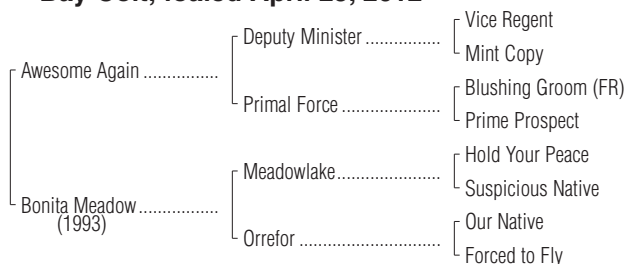 Bay Colt; foaled April 2012
Vice Regent
Deputy Minister ................
Mint Copy
Awesome Again ................
Blushing Groom (FR)
Primal Force .....................
Prime Prospect
Hold Your Peace
Meadowlake......................
Suspicious Native
Bonita Meadow.................
(1993)
Our Native
Orrefor ..............................
Forced to Fly